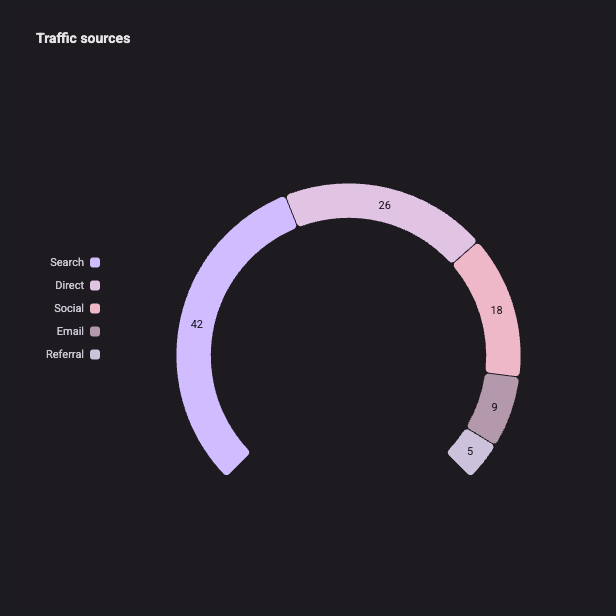 Traffic sources
Search
Direct
Social
Email
Referral
42
26
18
9
5